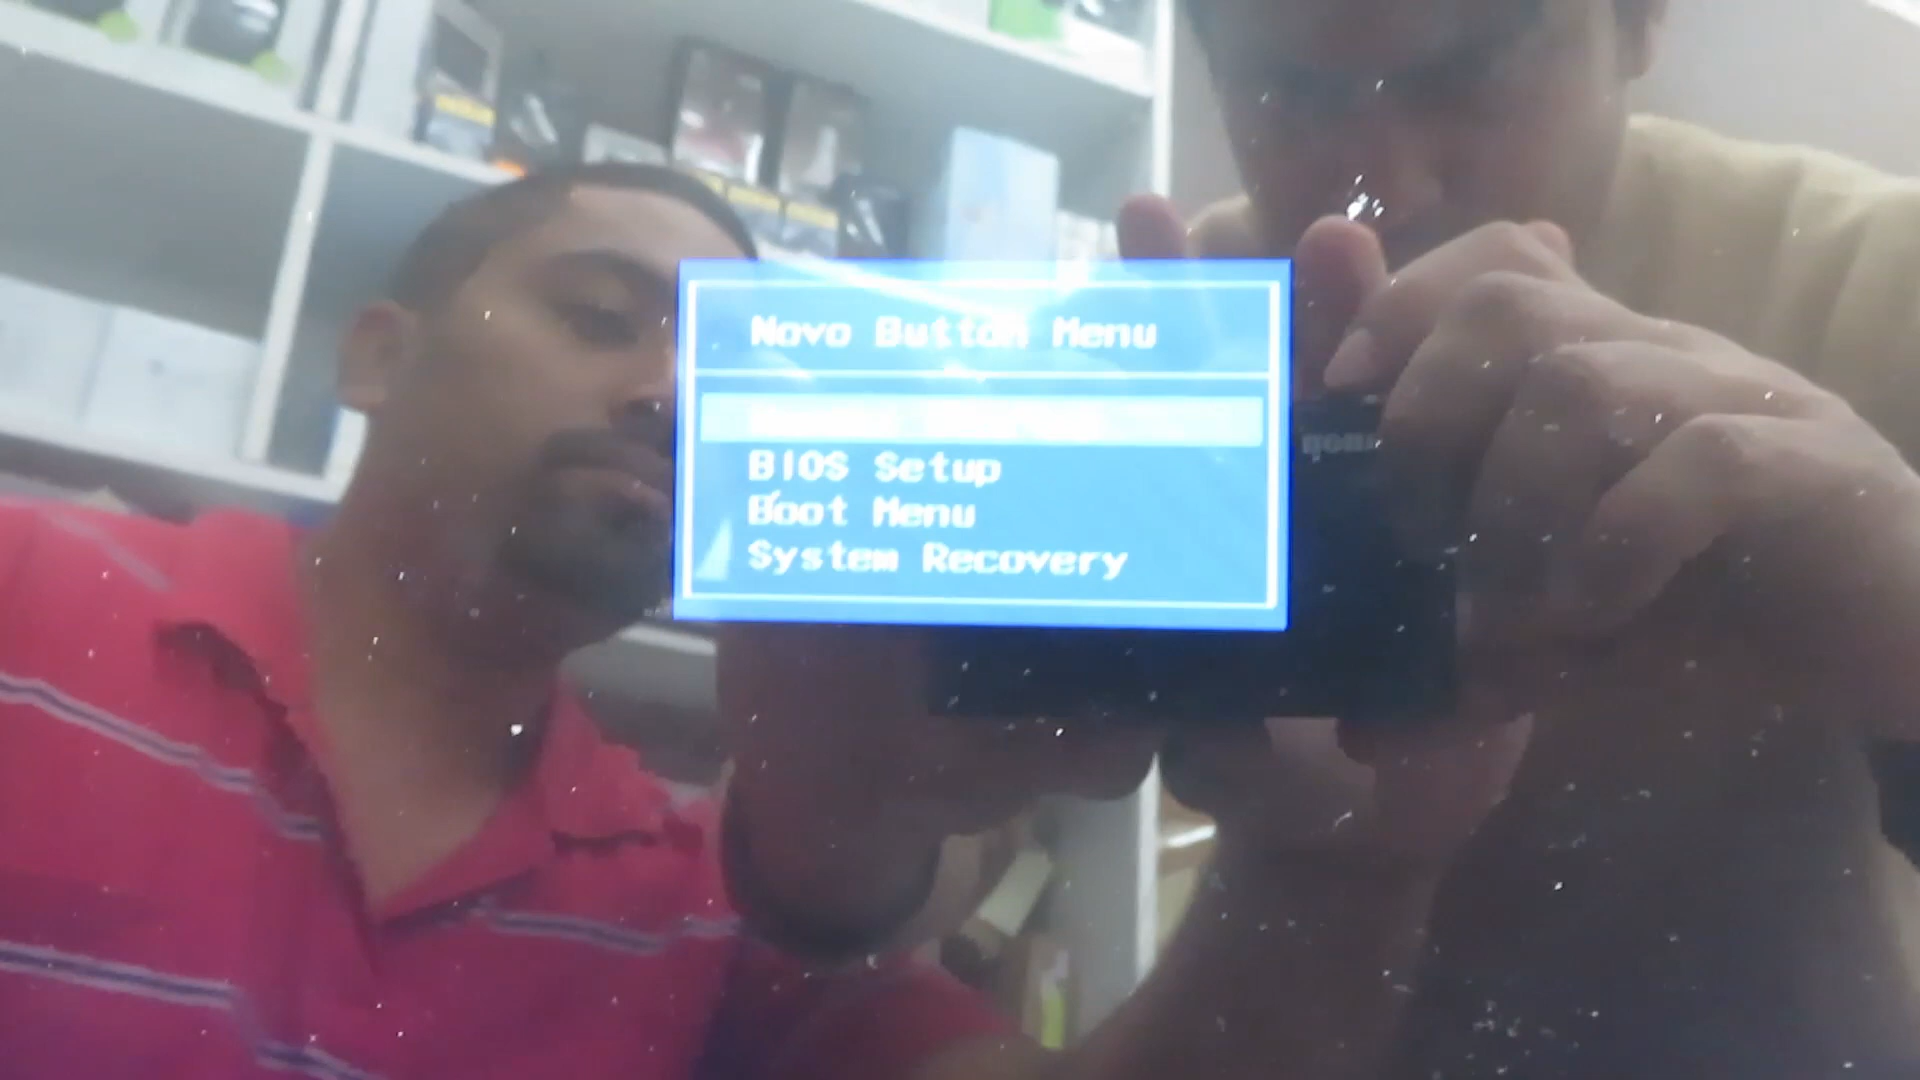 Novo Button Menu
BIOS Setup
Boot Menu
System Recovery